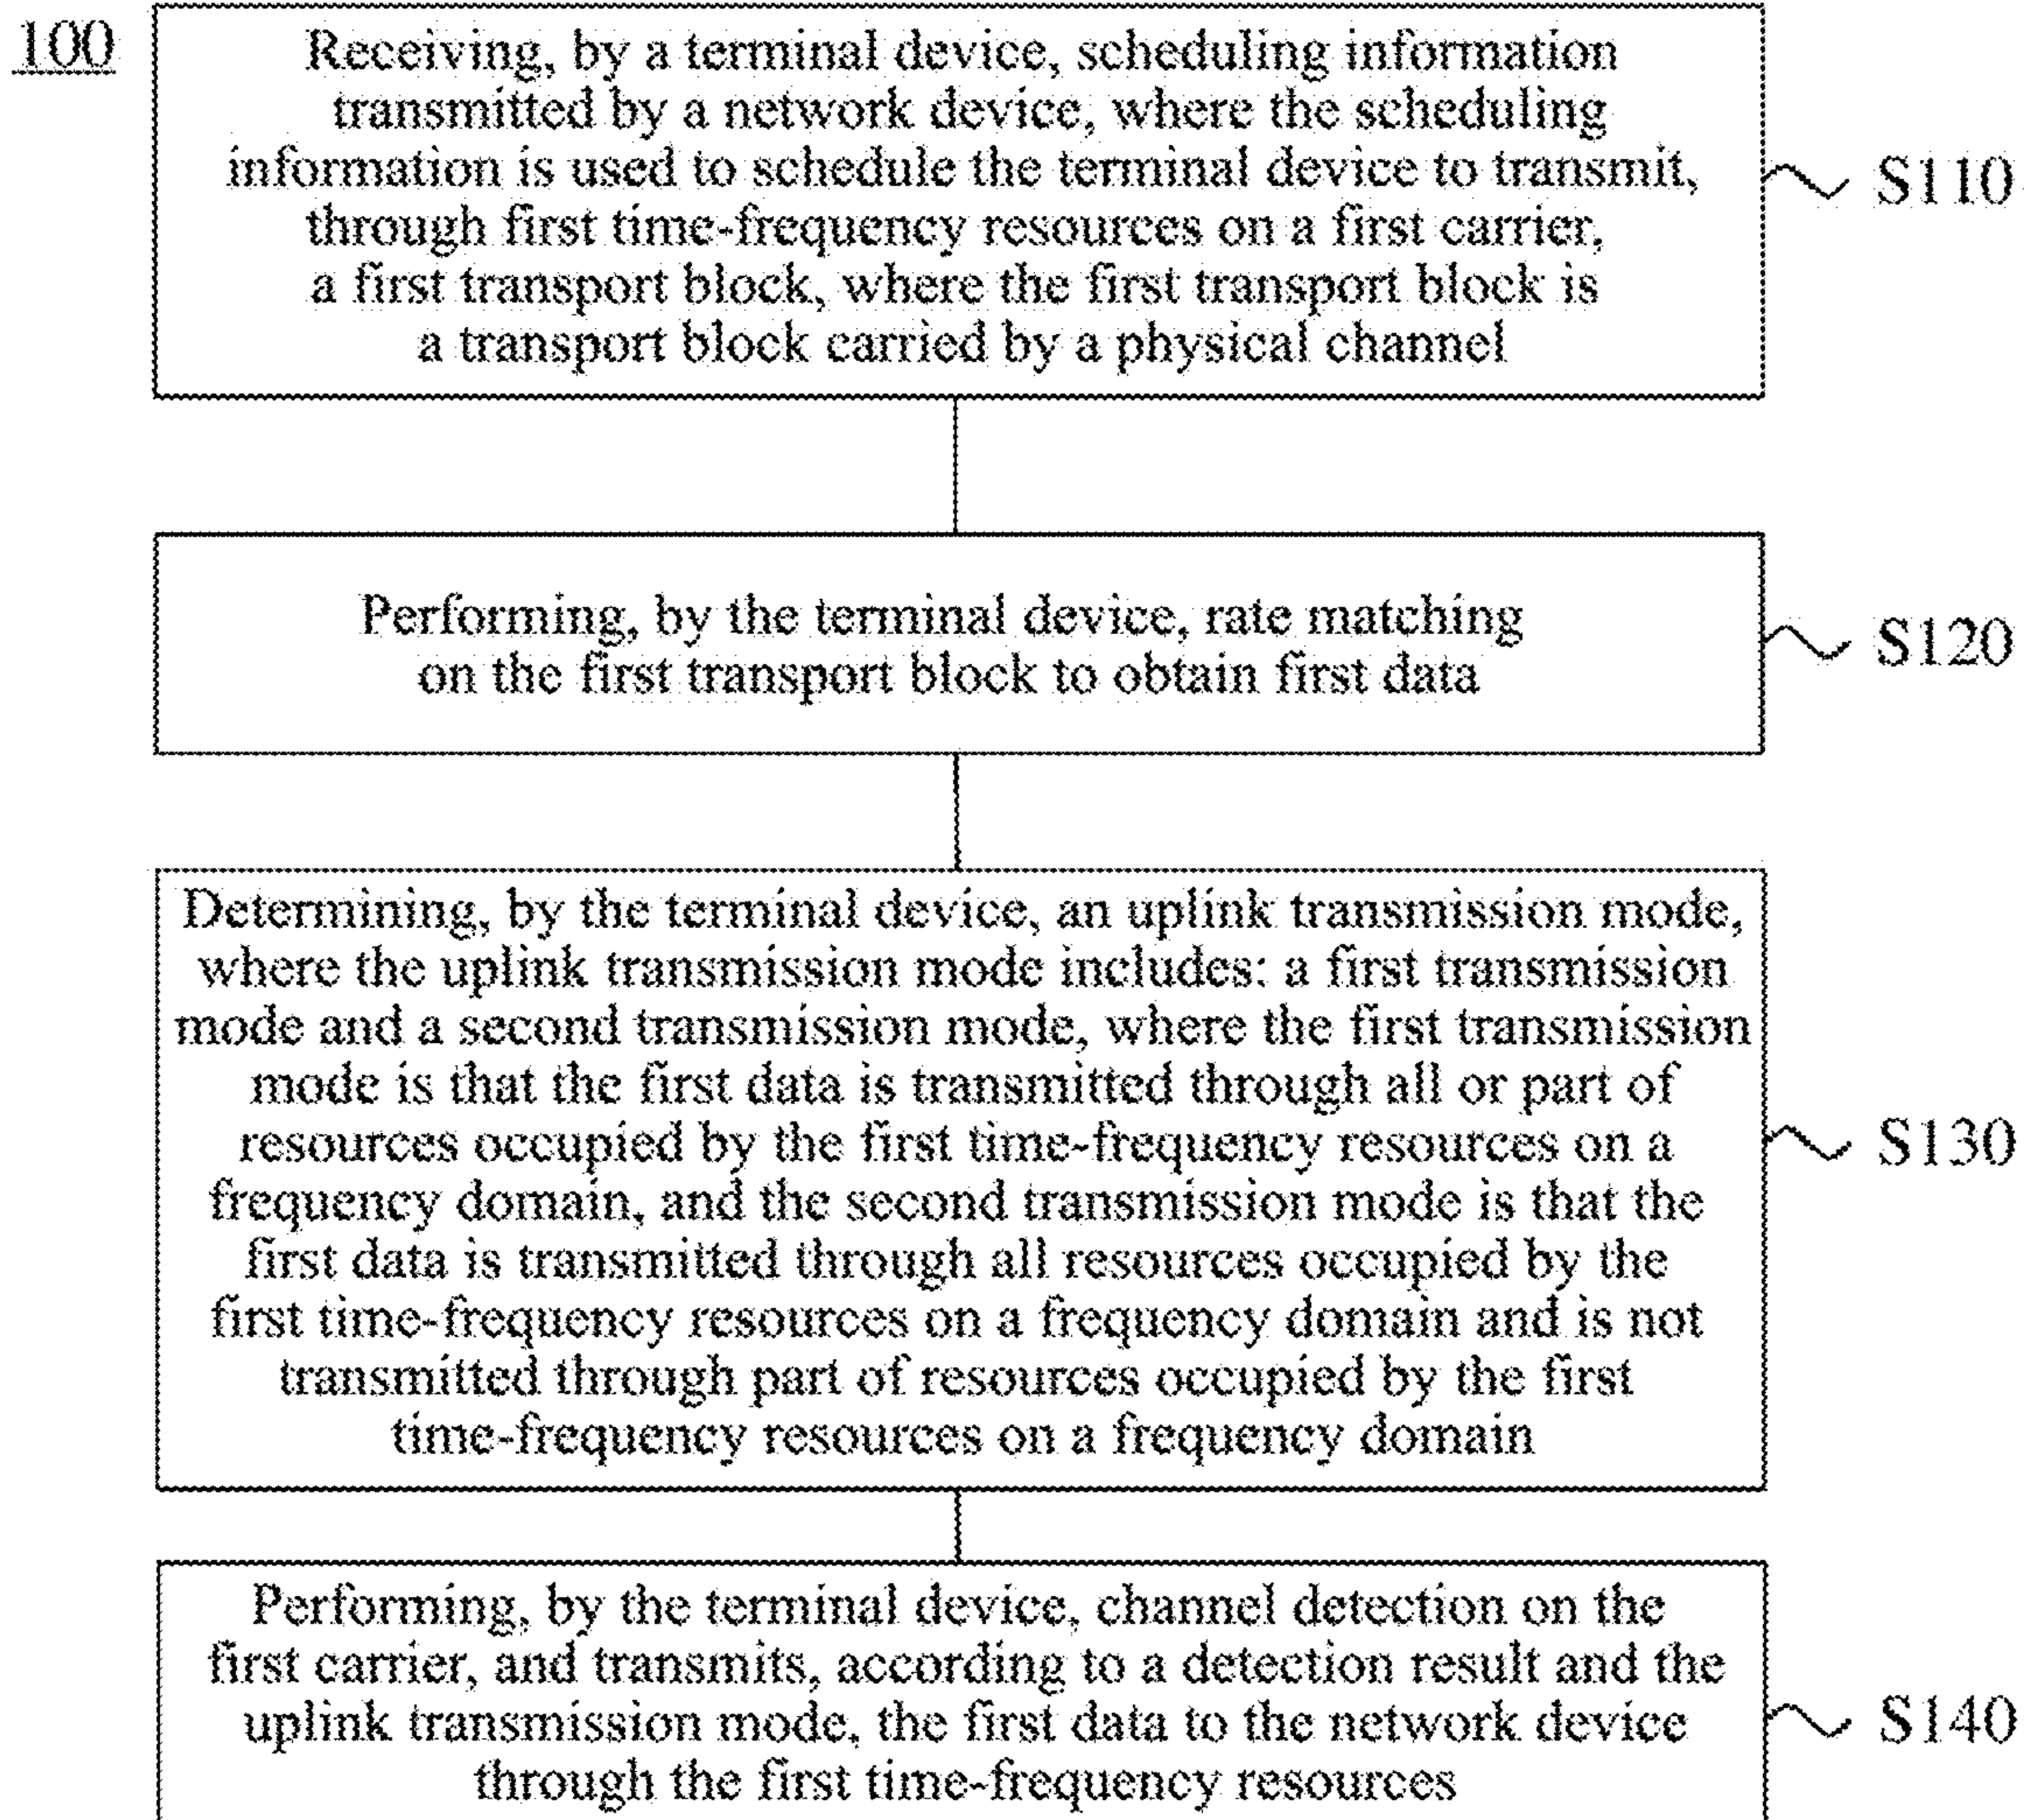 100
Receiving, by a terminal device, scheduling information
transmitted by a network device, where the scheduling
information is used to schedule the terminal device to transmit,
through first time-frequency resources on a first carrier,
a first transport block, where the first transport block is
a transport block carried by a physical channel
S110
Performing, by the terminal device, rate matching
on the first transport block to obtain first data
S120
Determining, by the terminal device, an uplink transmission mode,
where the uplink transmission mode includes: a first transmission
mode and a second transmission mode, where the first transmission
mode is that the first data is transmitted through all or part of
resources occupied by the first time-frequency resources on a
frequency domain, and the second transmission mode is that the
first data is transmitted through all resources occupied by the
first time-frequency resources on a frequency domain and is not
transmitted through part of resources occupied by the first
time-frequency resources on a frequency domain
S130
Performing, by the terminal device, channel detection on the
first carrier, and transmits, according to a detection result and the
uplink transmission mode, the first data to the network device
through the first time-frequency resources
S140